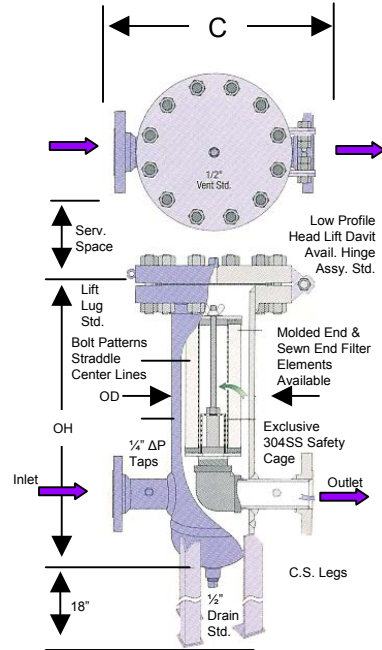 C
1/2"
Vent Std.
Serv.
Space
Low Profile
Head Lift Davit
Avail. Hinge
Assy. Std.
Lift
Lug
Std.
Bolt Patterns
Straddle
Center Lines
Molded End &
Sewn End Filter
Elements
Available
OD
OH
¼" ΔP
Taps
Exclusive
304SS Safety
Cage
Inlet
Outlet
18"
½"
Drain
Std.
C.S. Legs